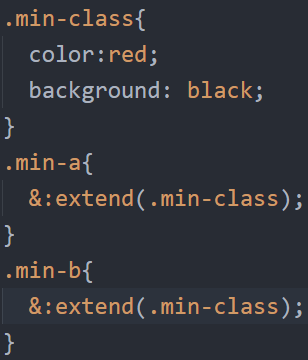 .min-class{
  color:red;
  background: black;
}
.min-a{
  &:extend(.min-class);
}
.min-b{
  &:extend(.min-class);
}